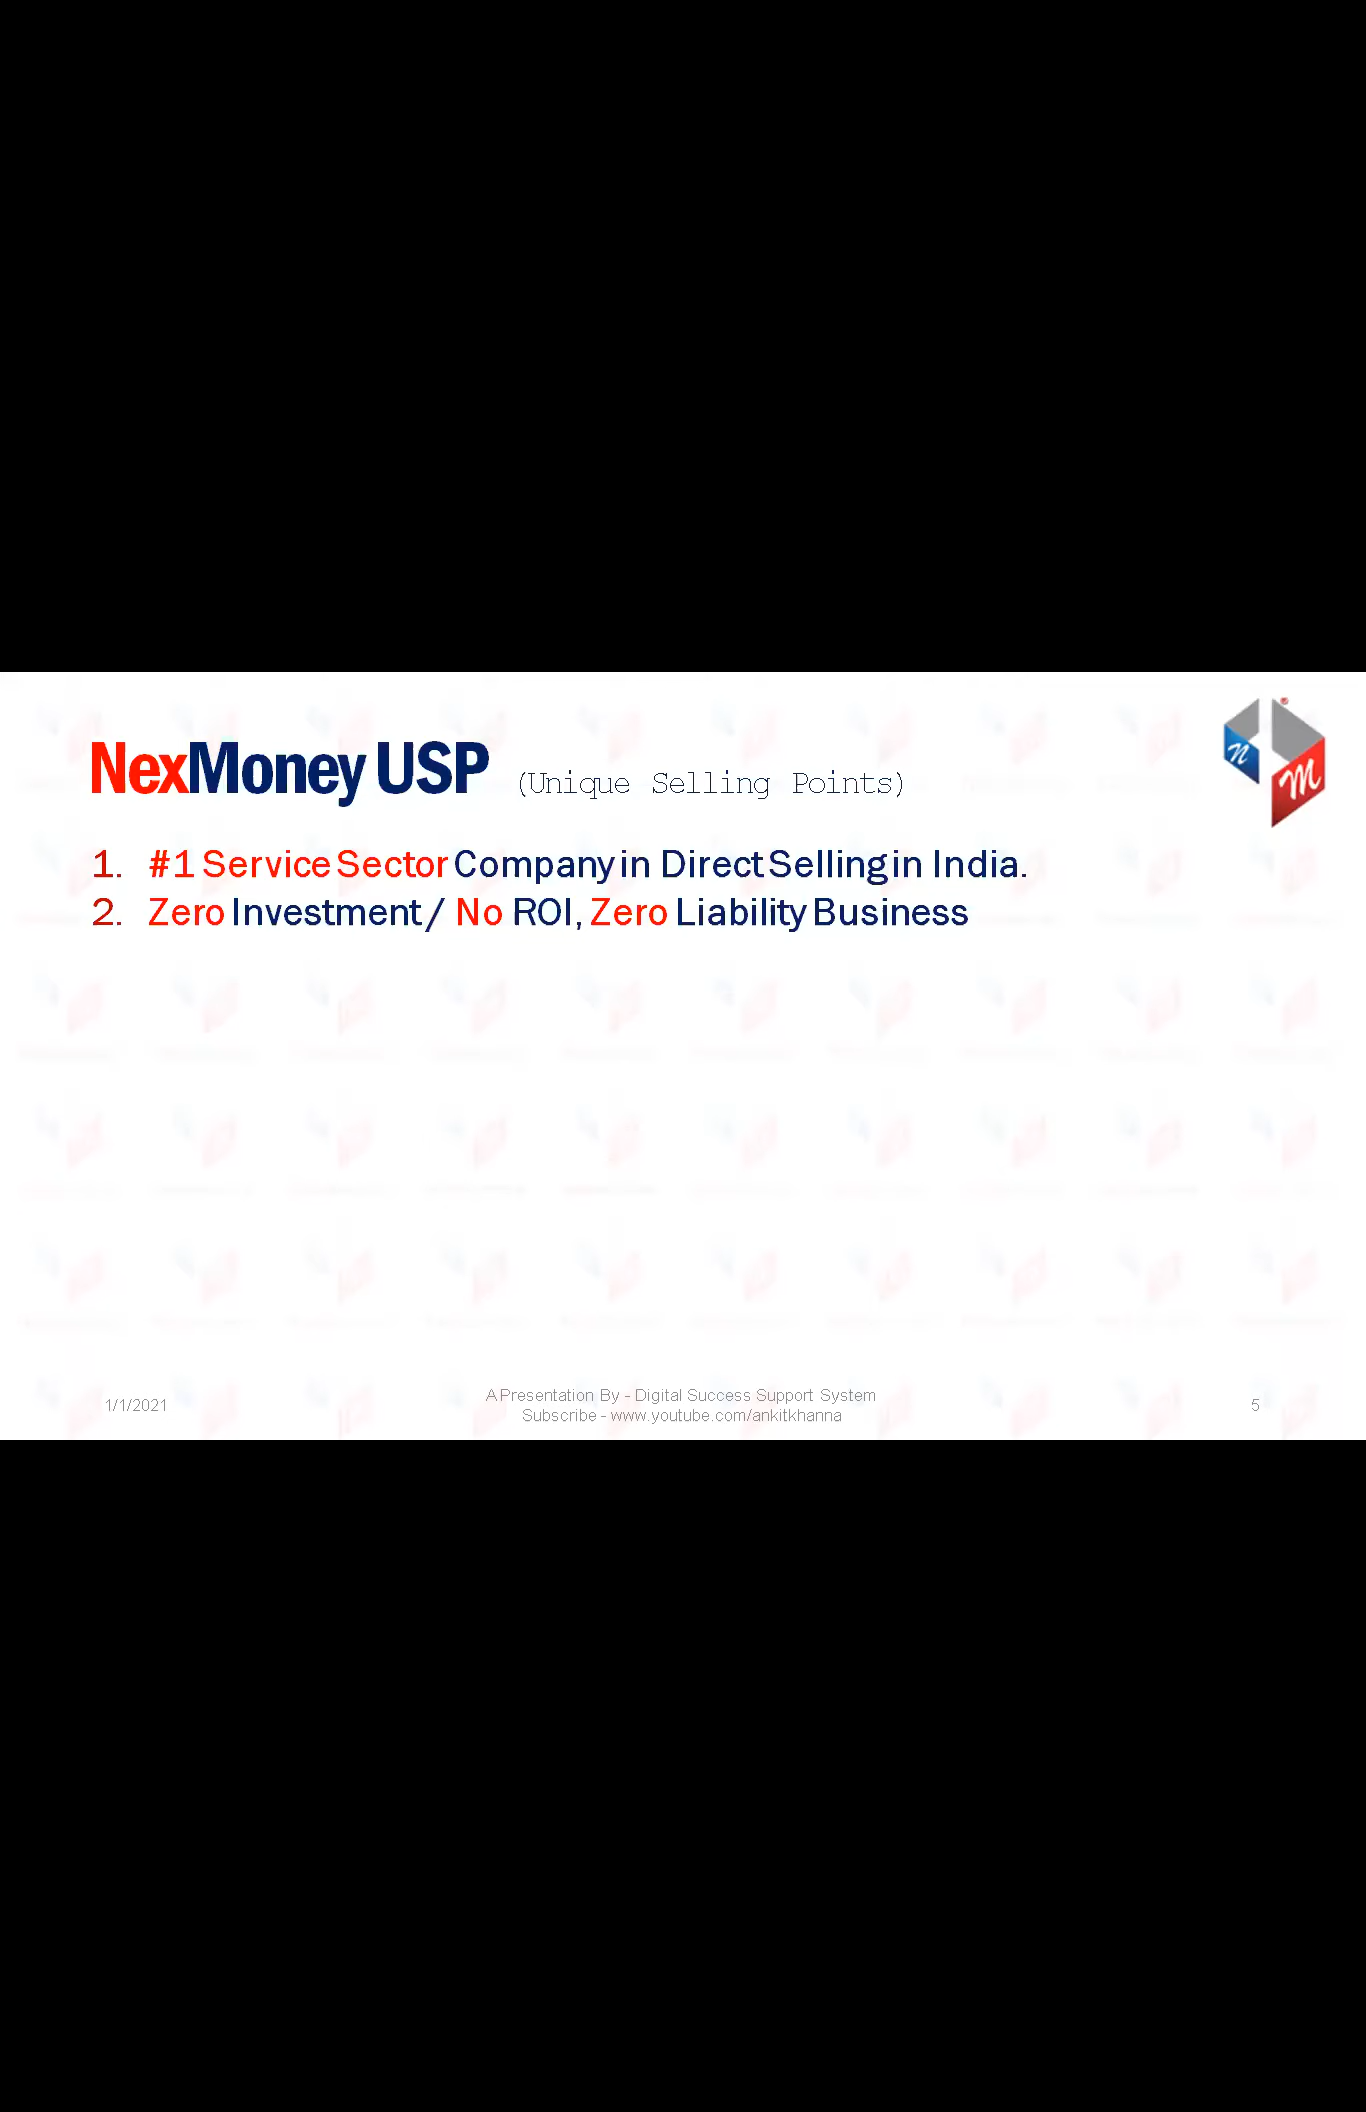 NexMoney USP (Unique Selling Points)
1. #1 Service Sector Company in Direct Selling in India.
2. Zero Investment / No ROI, Zero Liability Business
n
m
1/1/2021
A Presentation By - Digital Success Support System
Subscribe - www.youtube.com/ankitkhanna
5